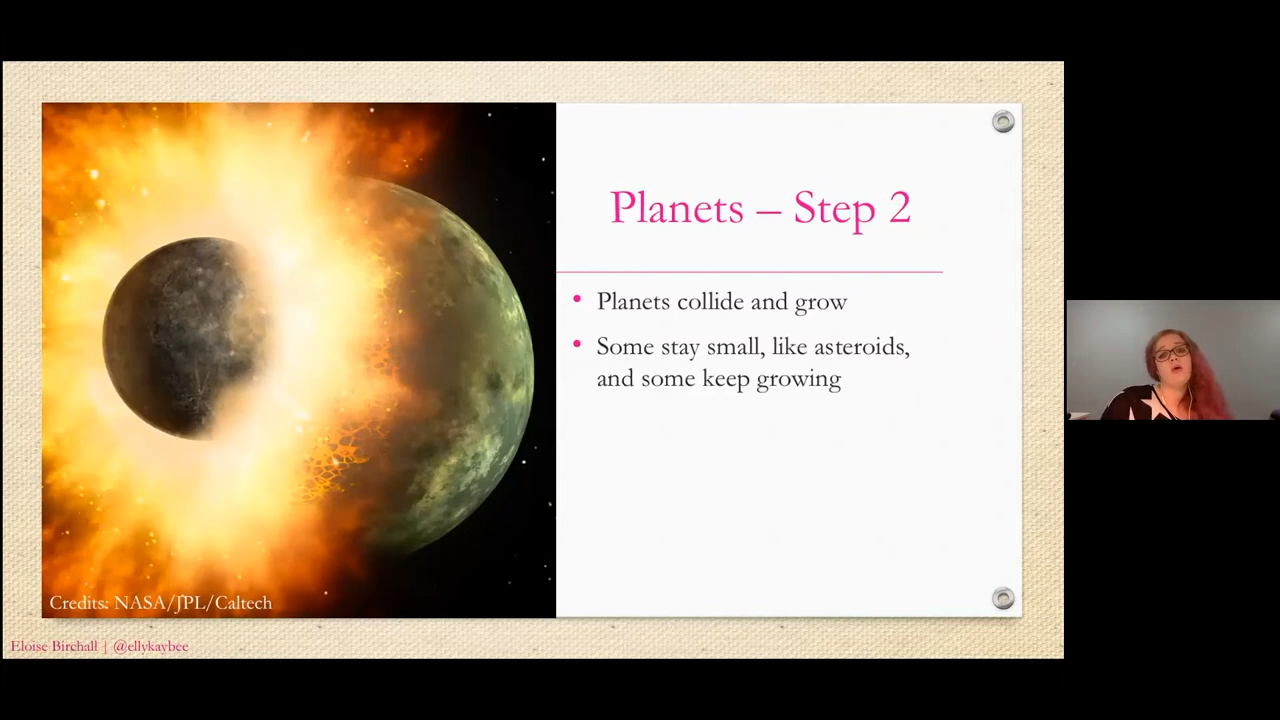 Planets – Step 2
• Planets collide and grow
• Some stay small, like asteroids,
and some keep growing
Credits: NASA/JPL/Caltech
Eloise Birchall | @ellykaybee